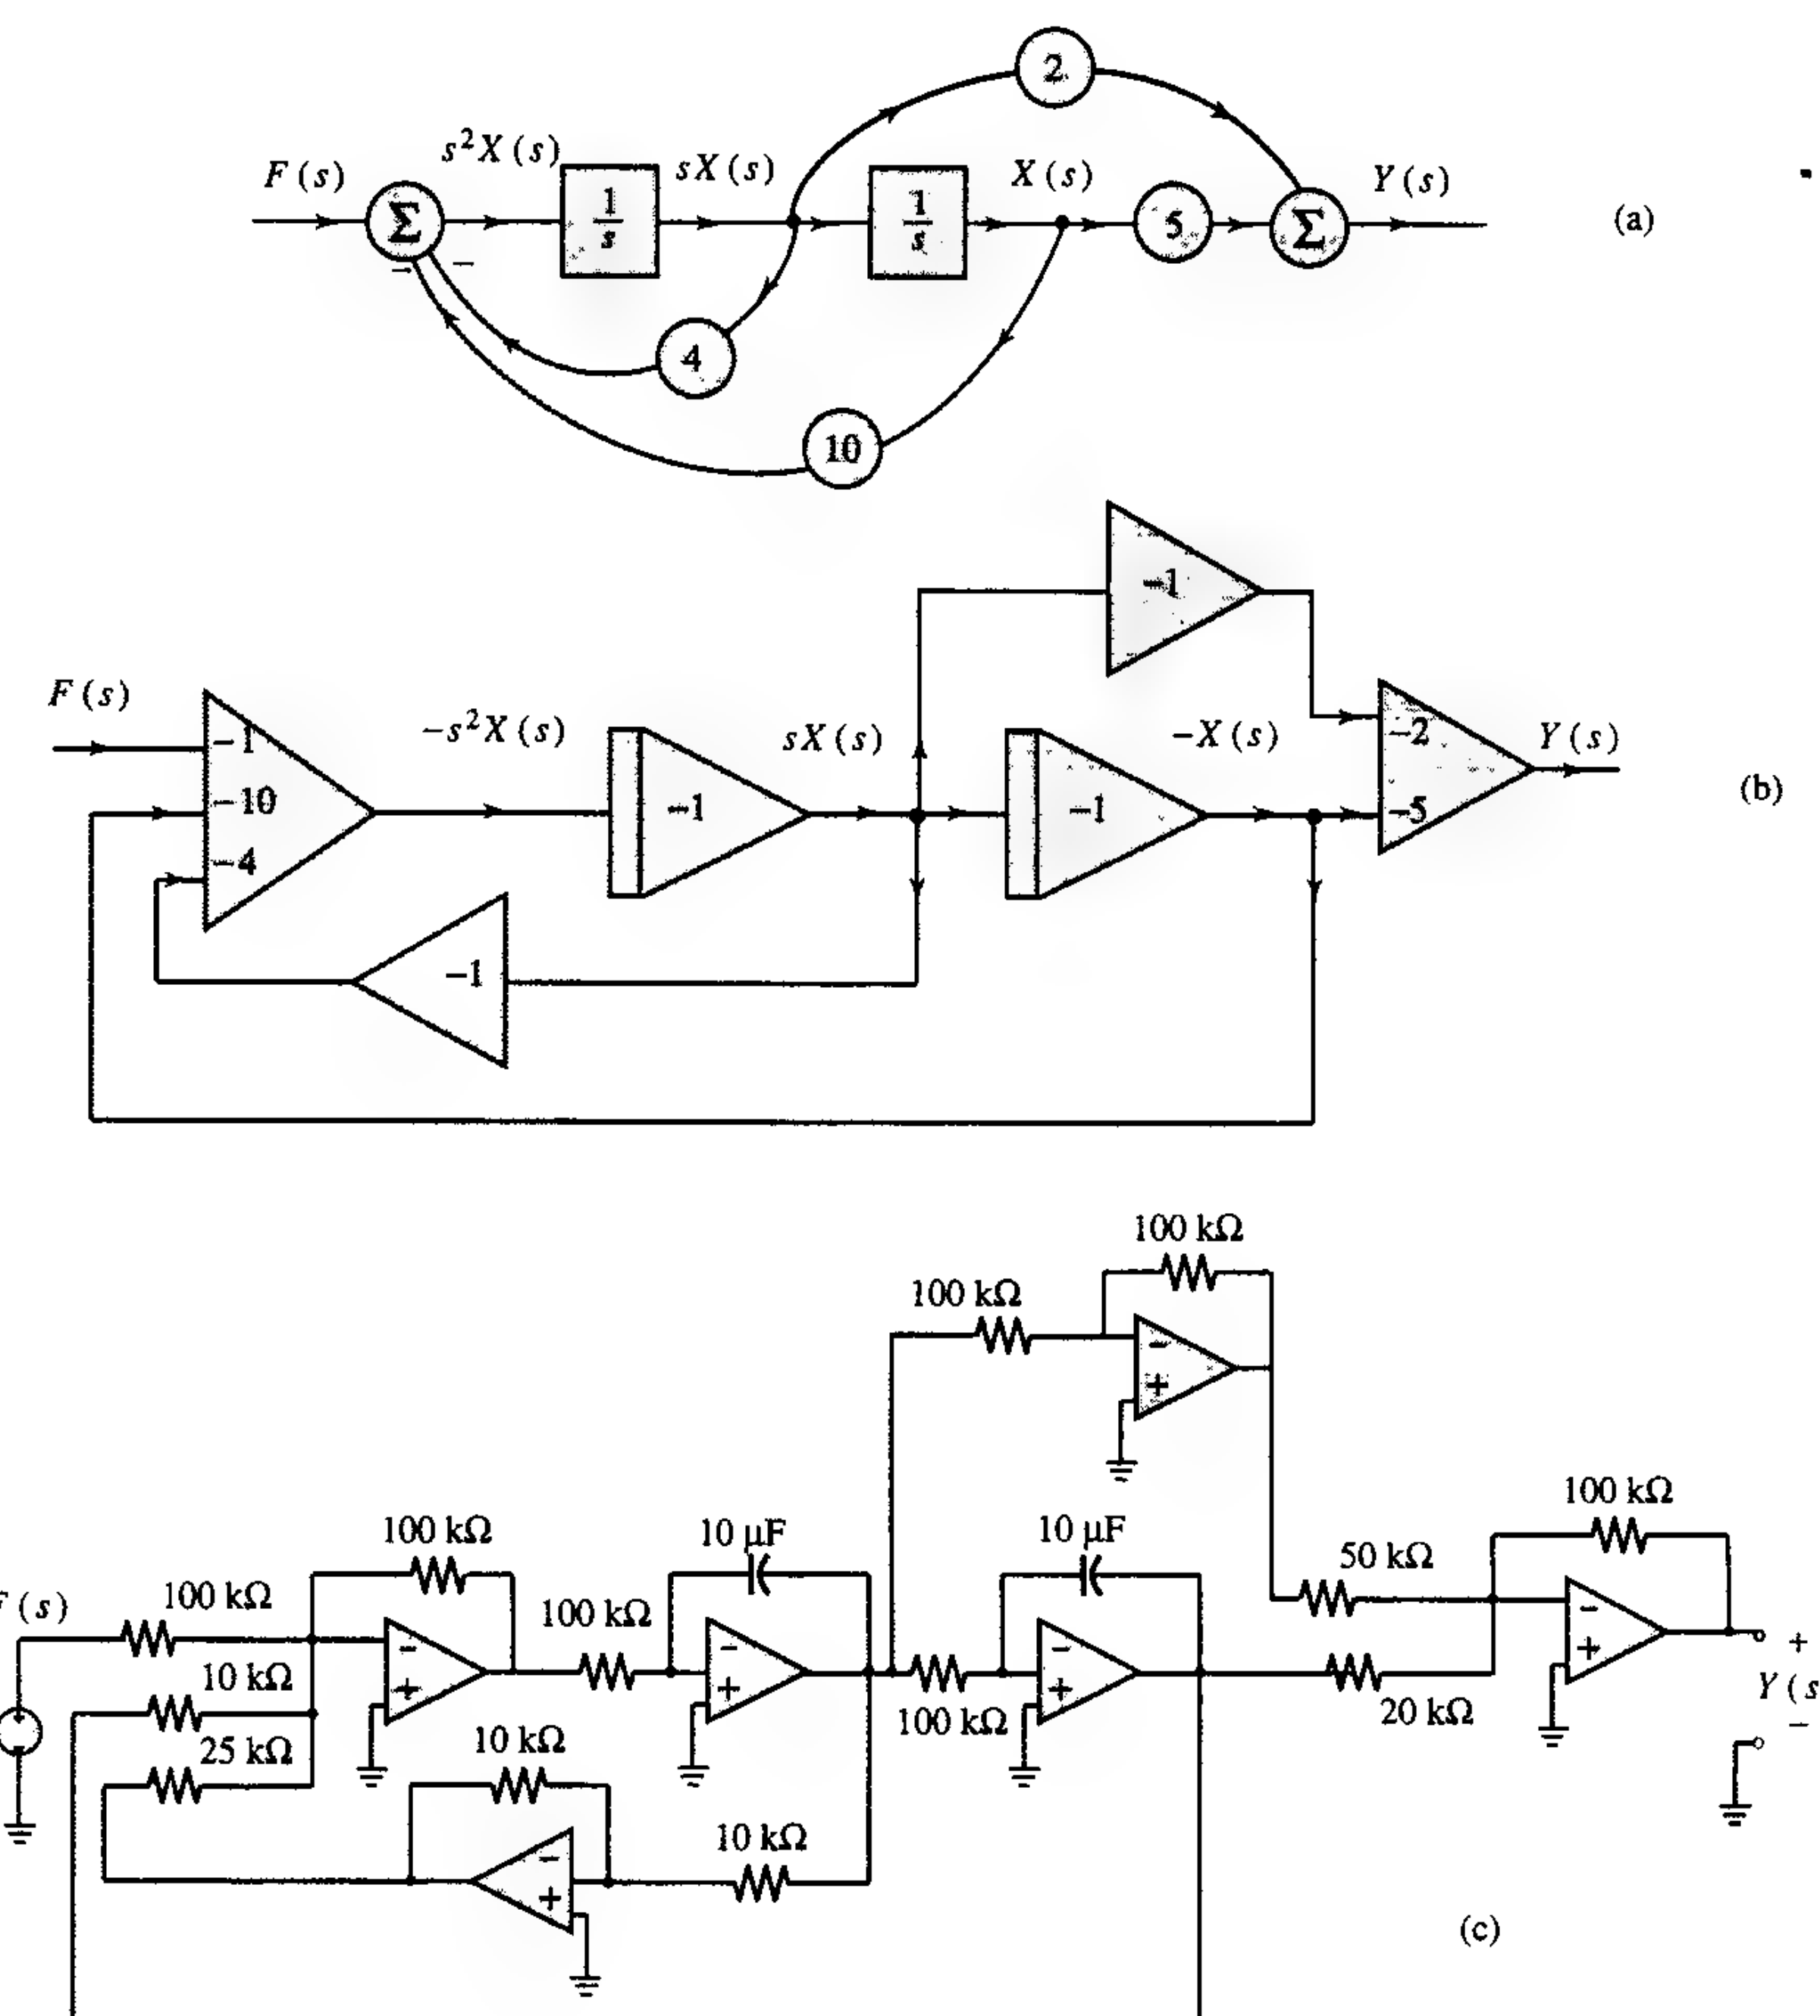 2
s²X(s)
F(s)
sX(s)
X(s)
Y(s)
Σ
1/s
1/s
5
Σ
(a)
−
−
4
10
−1
F(s)
−s²X(s)
sX(s)
−X(s)
Y(s)
−1
−10
−4
−1
−1
−2
−5
(b)
−1
100 kΩ
100 kΩ
−
+
100 kΩ
100 kΩ
10 μF
10 μF
50 kΩ
F(s)
100 kΩ
100 kΩ
−
+
−
+
−
+
−
+
+
Y(s
−
10 kΩ
25 kΩ
10 kΩ
100 kΩ
20 kΩ
10 kΩ
−
+
(c)